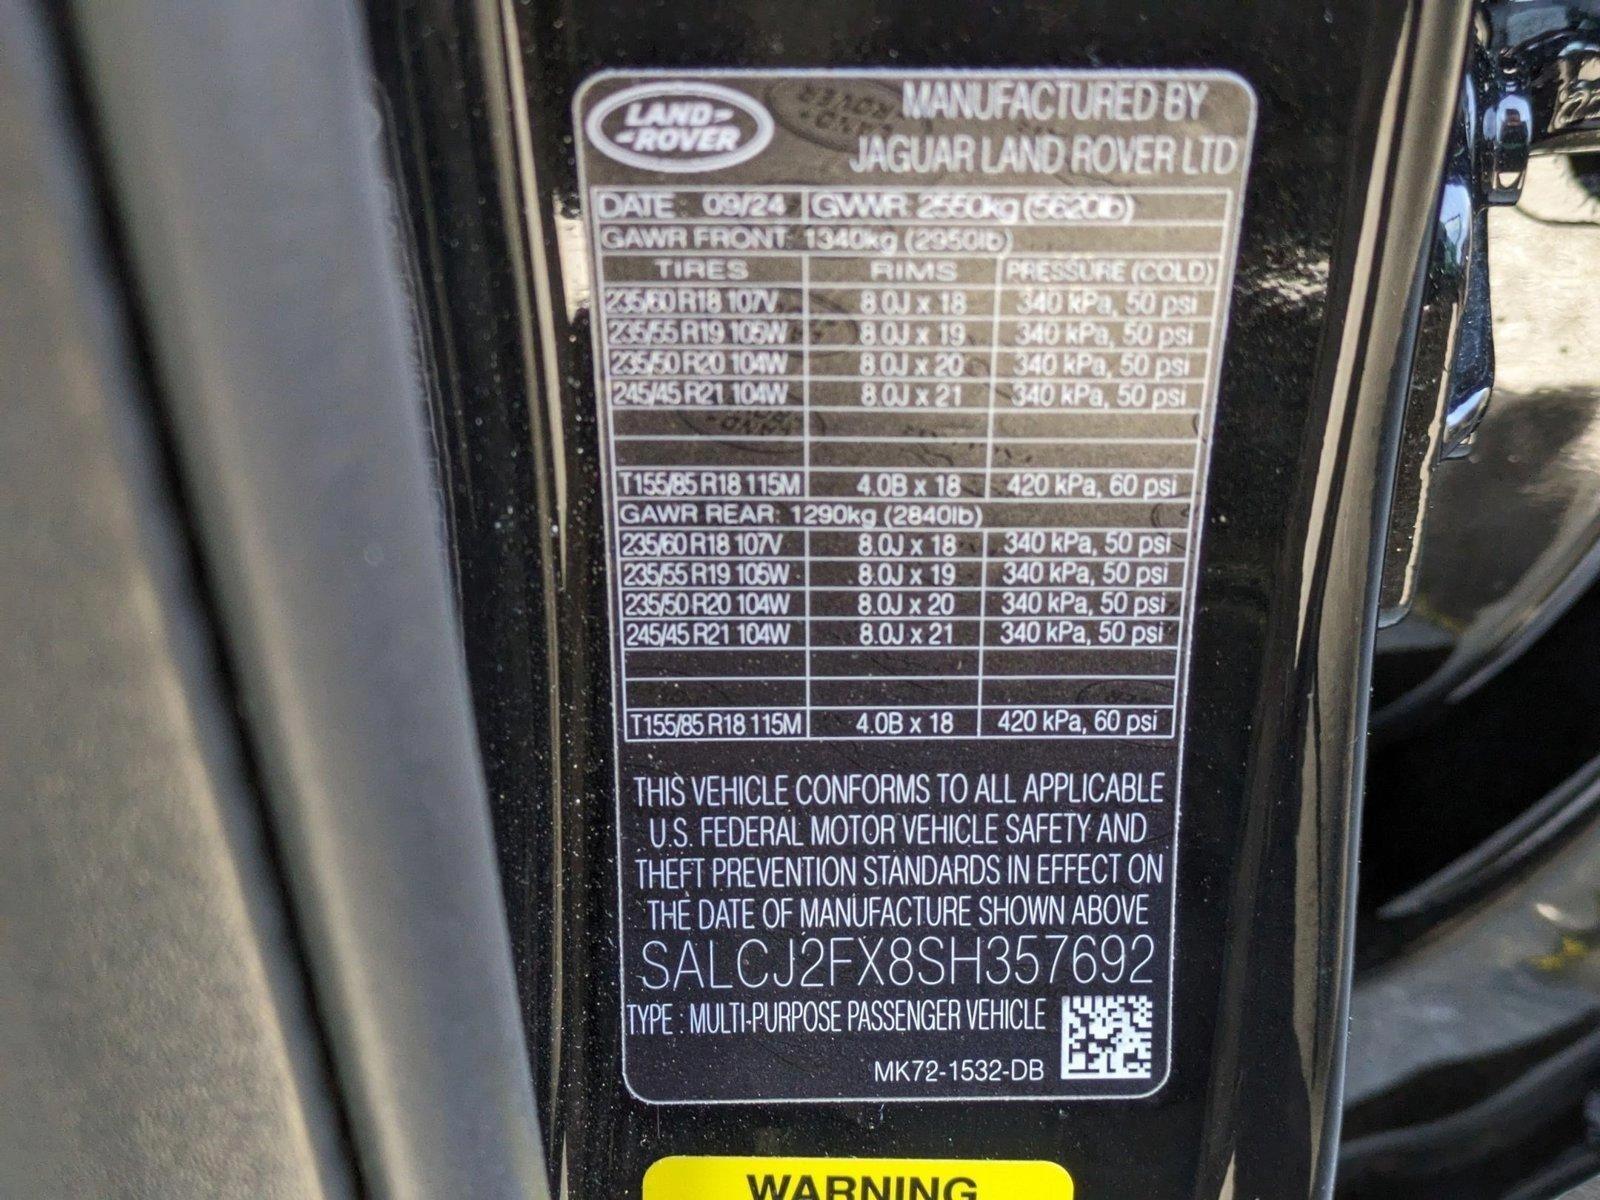 LAND-
-ROVER
MANUFACTURED BY
JAGUAR LAND ROVER LTD
DATE 09/24 GVWR 2550kg (5620lb)
GAWR FRONT: 1340kg (2950lb)
TIRES RIMS PRESSURE (COLD)
235/60 R18 107V 8.0J x 18 340 kPa, 50 psi
235/55 R19 105W 8.0J x 19 340 kPa, 50 psi
235/50 R20 104W 8.0J x 20 340 kPa, 50 psi
245/45 R21 104W 8.0J x 21 340 kPa, 50 psi
T155/85 R18 115M 4.0B x 18 420 kPa, 60 psi
GAWR REAR: 1290kg (2840lb)
235/60 R18 107V 8.0J x 18 340 kPa, 50 psi
235/55 R19 105W 8.0J x 19 340 kPa, 50 psi
235/50 R20 104W 8.0J x 20 340 kPa, 50 psi
245/45 R21 104W 8.0J x 21 340 kPa, 50 psi
T155/85 R18 115M 4.0B x 18 420 kPa, 60 psi
THIS VEHICLE CONFORMS TO ALL APPLICABLE
U.S. FEDERAL MOTOR VEHICLE SAFETY AND
THEFT PREVENTION STANDARDS IN EFFECT ON
THE DATE OF MANUFACTURE SHOWN ABOVE
SALCJ2FX8SH357692
TYPE : MULTI-PURPOSE PASSENGER VEHICLE
MK72-1532-DB
WARNING